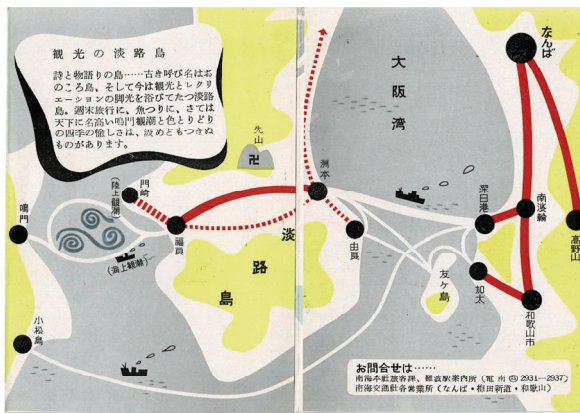 観光の淡路島
詩と物語りの島……古き呼び名はお
のころ島、そして今は観光とレクリ
エーションの脚光を浴びてたつ淡路
島。週末旅行に、魚つりに、さては
天下に名高い鳴門観潮と色とりどり
の四季の愉しさは、汲めどもつきぬ
ものがあります。
先山
卍
門崎
(陸上観潮)
鳴門
福良
(海上観潮)
小松島
淡路島
洲本
由良
大阪湾
なんば
深日港
南海線
高野山
友ヶ島
加太
和歌山市
お問合せは……
南海本社旅客課、難波駅案内所(電南 2931—2937)
南海交通社各営業所(なんば・梅田新道・和歌山)